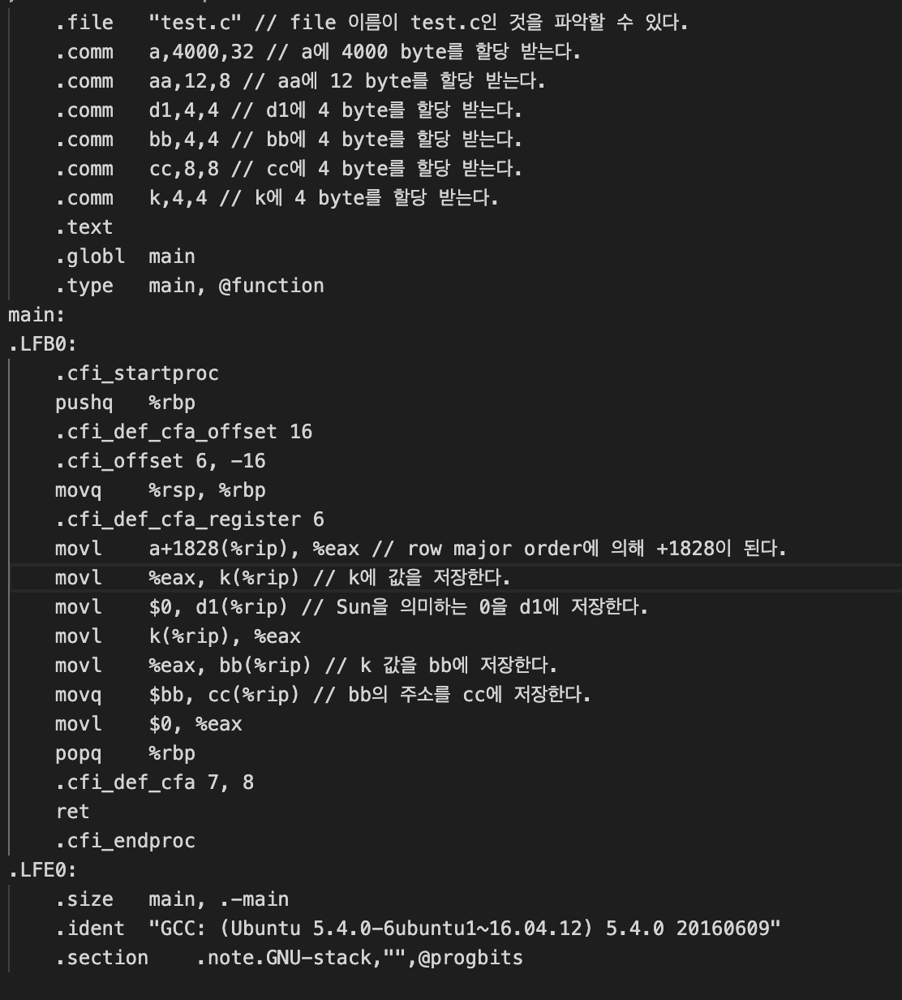 .file "test.c" // file 이름이 test.c인 것을 파악할 수 있다.
.comm a,4000,32 // a에 4000 byte를 할당 받는다.
.comm aa,12,8 // aa에 12 byte를 할당 받는다.
.comm d1,4,4 // d1에 4 byte를 할당 받는다.
.comm bb,4,4 // bb에 4 byte를 할당 받는다.
.comm cc,8,8 // cc에 4 byte를 할당 받는다.
.comm k,4,4 // k에 4 byte를 할당 받는다.
.text
.globl main
.type main, @function
main:
.LFB0:
.cfi_startproc
pushq %rbp
.cfi_def_cfa_offset 16
.cfi_offset 6, -16
movq %rsp, %rbp
.cfi_def_cfa_register 6
movl a+1828(%rip), %eax // row major order에 의해 +1828이 된다.
movl %eax, k(%rip) // k에 값을 저장한다.
movl $0, d1(%rip) // Sun을 의미하는 0을 d1에 저장한다.
movl k(%rip), %eax
movl %eax, bb(%rip) // k 값을 bb에 저장한다.
movq $bb, cc(%rip) // bb의 주소를 cc에 저장한다.
movl $0, %eax
popq %rbp
.cfi_def_cfa 7, 8
ret
.cfi_endproc
.LFE0:
.size main, .-main
.ident "GCC: (Ubuntu 5.4.0-6ubuntu1~16.04.12) 5.4.0 20160609"
.section .note.GNU-stack,"",@progbits